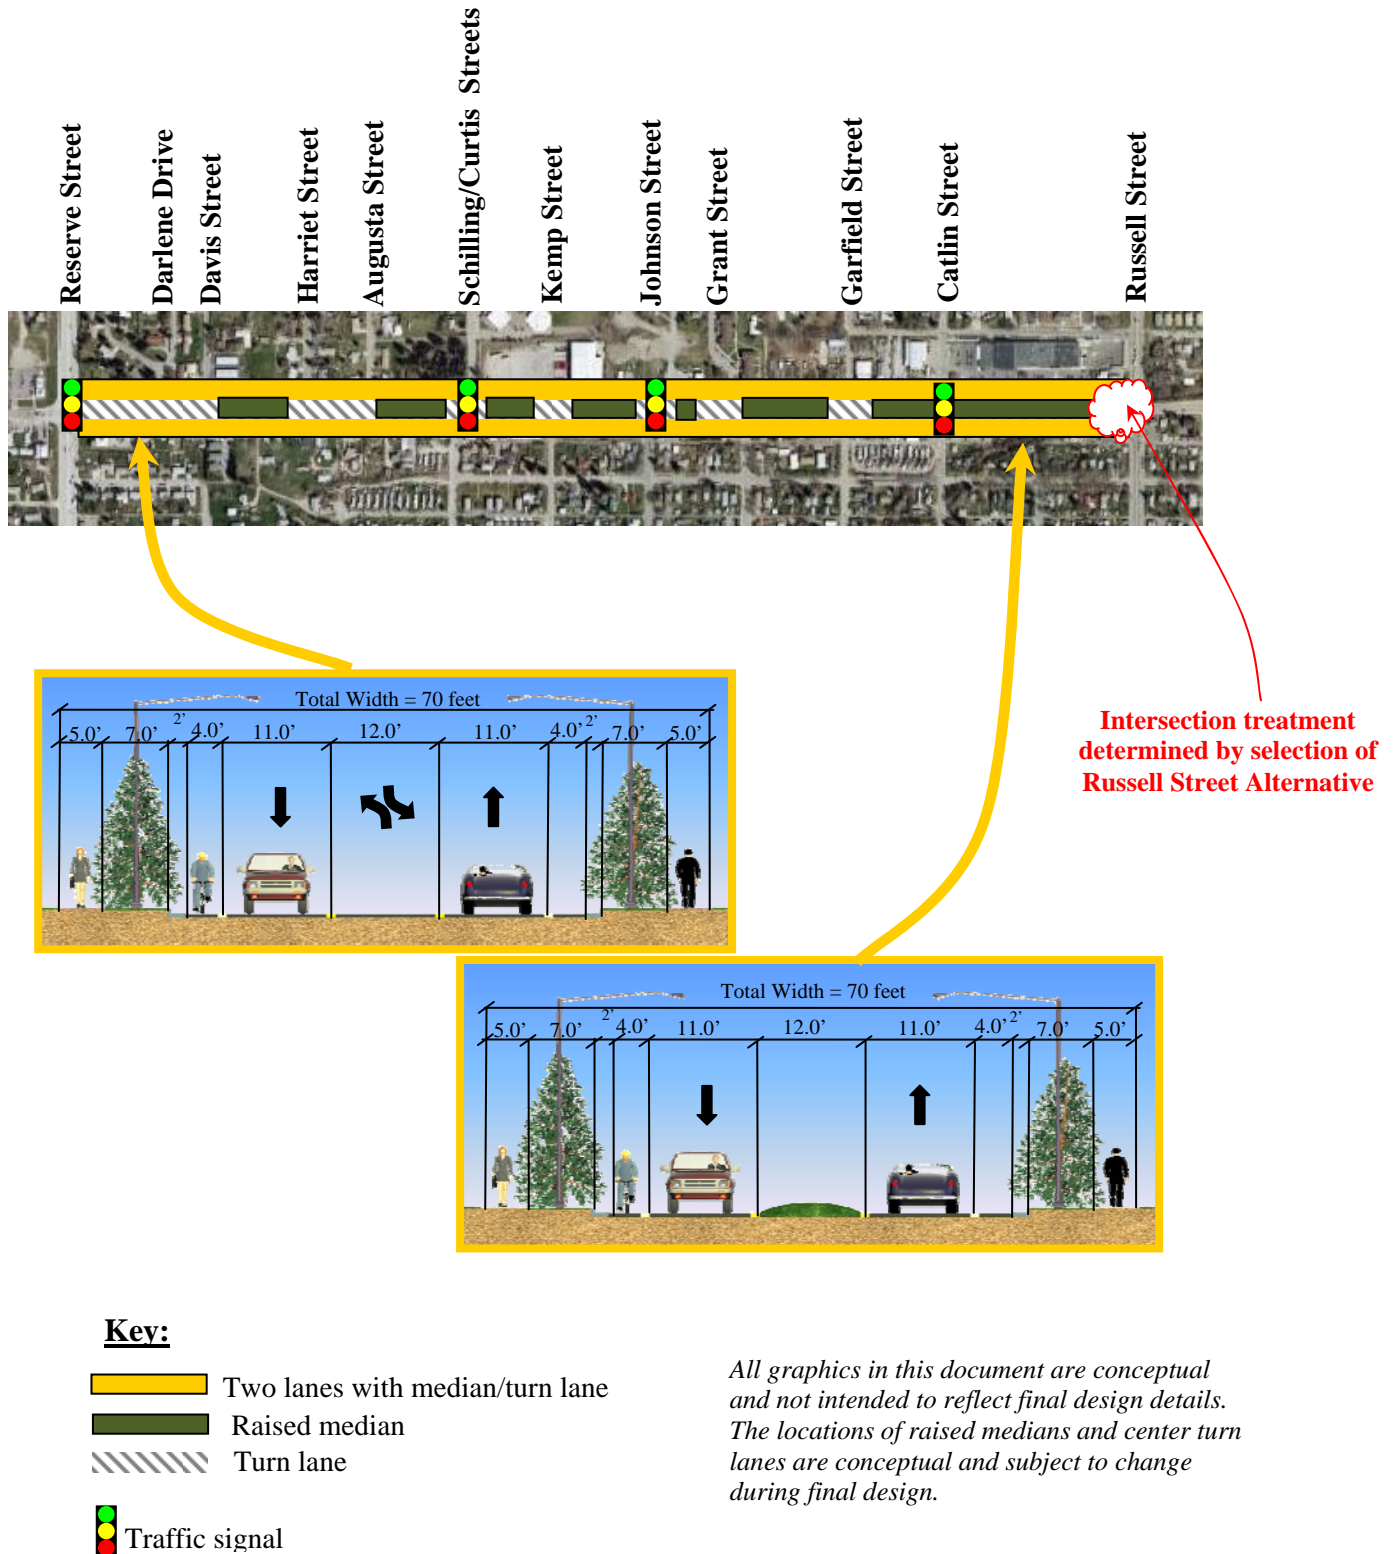 Reserve Street
Darlene Drive
Davis Street
Harriet Street
Augusta Street
Schilling/Curtis Streets
Kemp Street
Johnson Street
Grant Street
Garfield Street
Catlin Street
Russell Street
Total Width = 70 feet
5.0’ 7.0’ 2’ 4.0’ 11.0’ 12.0’ 11.0’ 4.0’ 2’ 7.0’ 5.0’
Intersection treatment
determined by selection of
Russell Street Alternative
Total Width = 70 feet
5.0’ 7.0’ 2’ 4.0’ 11.0’ 12.0’ 11.0’ 4.0’ 2’ 7.0’ 5.0’
Key:
Two lanes with median/turn lane
Raised median
Turn lane
Traffic signal
All graphics in this document are conceptual
and not intended to reflect final design details.
The locations of raised medians and center turn
lanes are conceptual and subject to change
during final design.